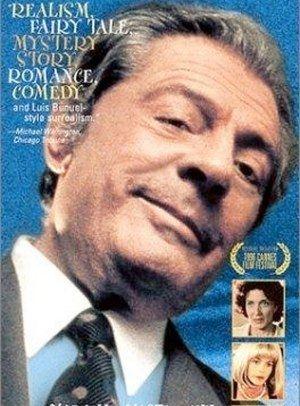 "REALISM,
FAIRY TALE,
MYSTERY
STORY,
ROMANCE,
COMEDY
and Luis Buñuel-
style surrealism."
—Michael Wilmington,
Chicago Tribune
1996 CANNES
FILM FESTIVAL